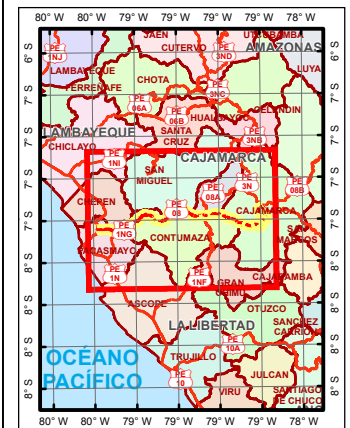 80° W 80° W 79° W 79° W 79° W 78° W 78° W
JAEN
UTCUBAMBA
PE 1NJ
CUTERVO
PE 3ND
AMAZONAS
6° S
LAMBAYEQUE
LUYA
FERREÑAFE
CHOTA
PE 3NC
7° S
PE 06A
PE 06B
HUALGAYOC
CELENDIN
LAMBAYEQUE
SANTA CRUZ
PE 3NB
7° S
CHICLAYO
PE 1NI
CAJAMARCA
SAN MIGUEL
PE 3N
PE 08B
7° S
CHEPEN
PE 08A
PE 08
CAJAMARCA
7° S
PE 1NG
CONTUMAZA
SAN MARCOS
PACASMAYO
8° S
PE 1N
PE 1NF
CAJABAMBA
GRAN CHIMU
8° S
ASCOPE
OTUZCO
LA LIBERTAD
SANCHEZ CARRION
OCÉANO PACÍFICO
TRUJILLO
PE 10A
8° S
PE 10
JULCAN
VIRU
SANTIAGO DE CHUCO
8° S
80° W 80° W 79° W 79° W 79° W 78° W 78° W